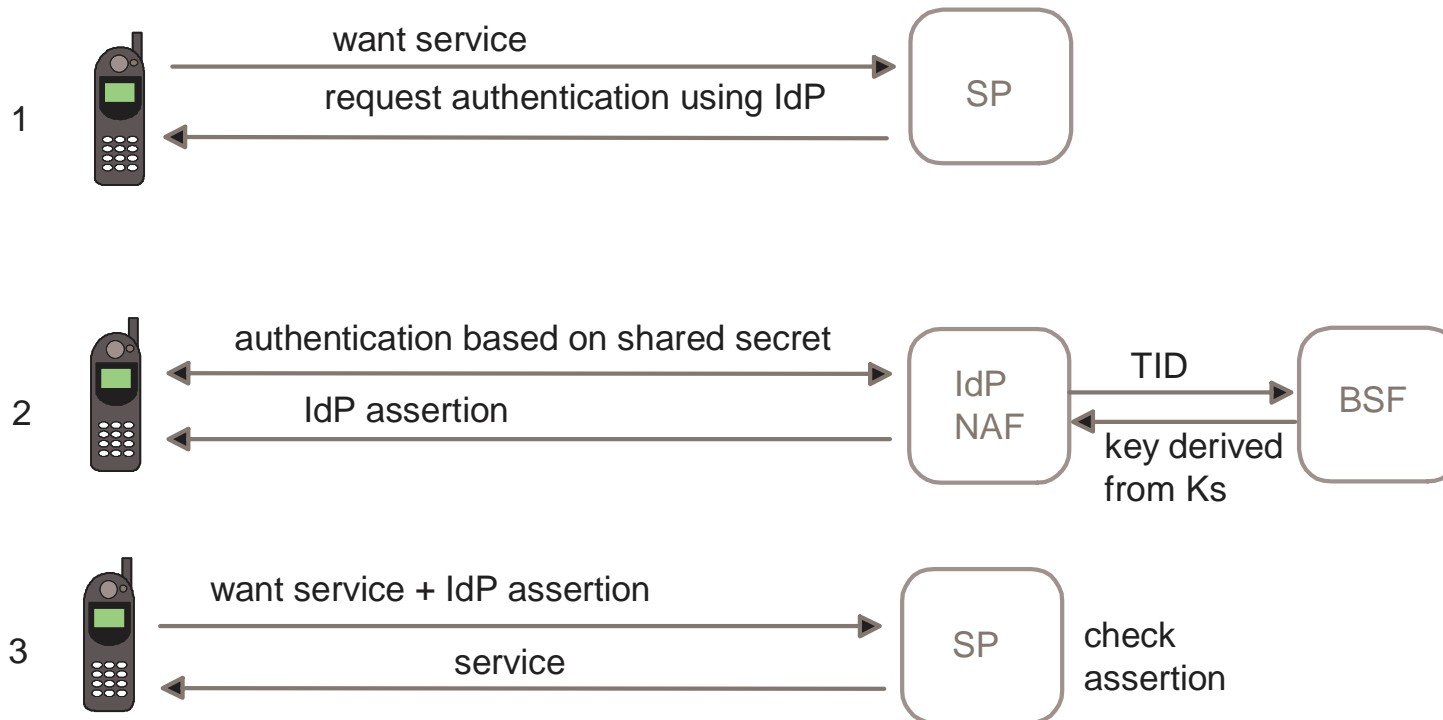 1
want service
request authentication using IdP
SP
2
authentication based on shared secret
IdP assertion
IdP
NAF
TID
key derived
from Ks
BSF
3
want service + IdP assertion
service
SP
check
assertion